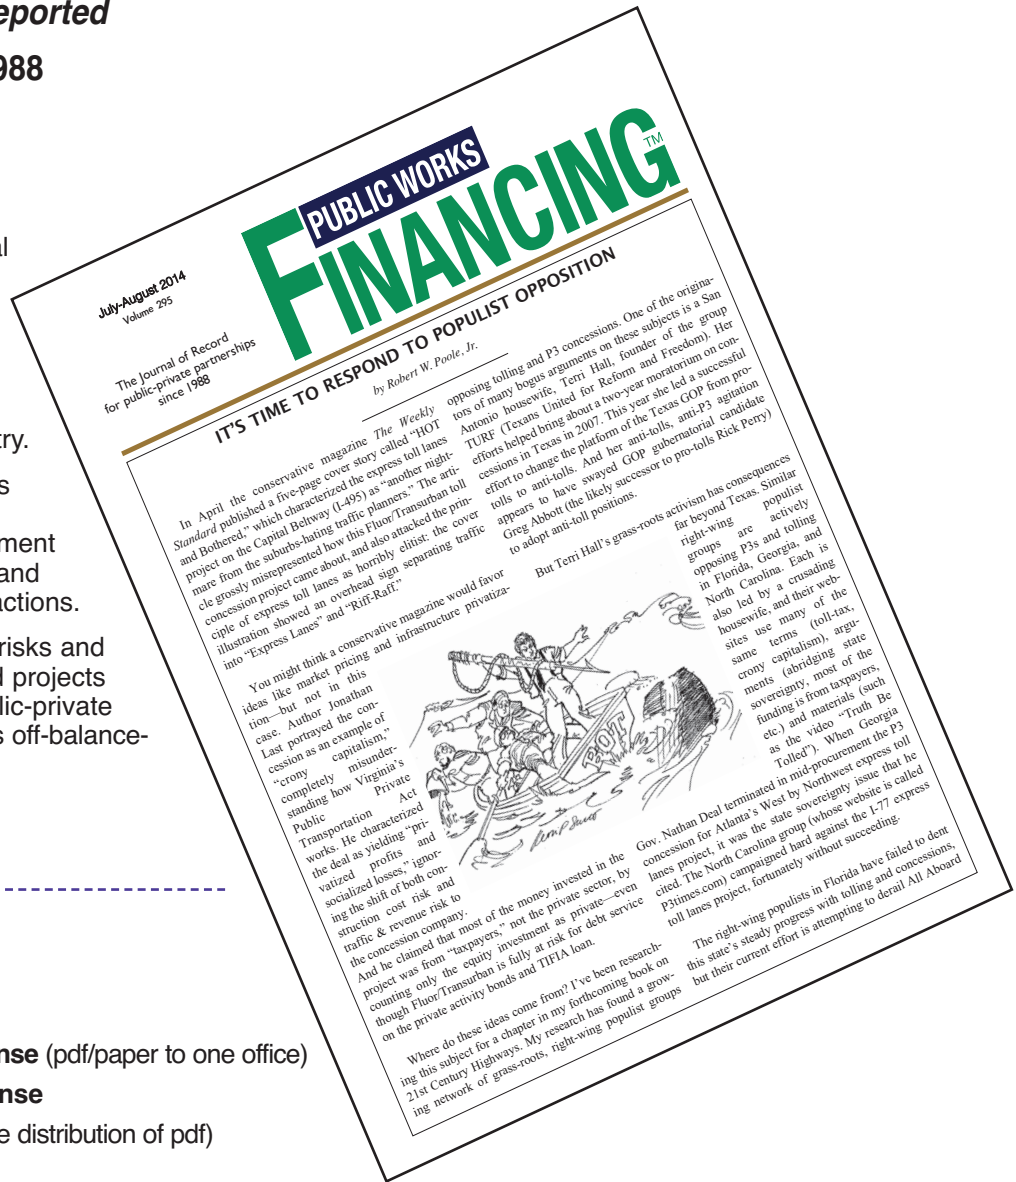 eported
988
al
try.
s
ment
and
actions.
risks and
d projects
blic-private
s off-balance-
nse (pdf/paper to one office)
nse
e distribution of pdf)
PUBLIC WORKS
FINANCING™
July-August 2014
Volume 295
The Journal of Record
for public-private partnerships
since 1988
IT'S TIME TO RESPOND TO POPULIST OPPOSITION
by Robert W. Poole, Jr.
In April the conservative magazine The Weekly
Standard published a five-page cover story called “HOT
and Bothered,” which characterized the express toll lanes
project on the Capital Beltway (I-495) as “another night-
mare from the suburbs-hating traffic planners.” The arti-
cle grossly misrepresented how this Fluor/Transurban toll
concession project came about, and also attacked the prin-
ciple of express toll lanes as horribly elitist: the cover
illustration showed an overhead sign separating traffic
into “Express Lanes” and “Riff-Raff.”
You might think a conservative magazine would favor
ideas like market pricing and infrastructure privatiza-
tion—but not in this
case. Author Jonathan
Last portrayed the con-
cession as an example of
“crony capitalism,”
completely misunder-
standing how Virginia’s
Public Private
Transportation Act
works. He characterized
the deal as yielding “pri-
vatized profits and
socialized losses,” ignor-
ing the shift of both con-
struction cost risk and
traffic & revenue risk to
the concession company.
And he claimed that most of the money invested in the
project was from “taxpayers,” not the private sector, by
counting only the equity investment as private—even
though Fluor/Transurban is fully at risk for debt service
on the private activity bonds and TIFIA loan.
Where do these ideas come from? I’ve been research-
ing this subject for a chapter in my forthcoming book on
21st Century Highways. My research has found a grow-
ing network of grass-roots, right-wing populist groups
opposing tolling and P3 concessions. One of the origina-
tors of many bogus arguments on these subjects is a San
Antonio housewife, Terri Hall, founder of the group
TURF (Texans United for Reform and Freedom). Her
efforts helped bring about a two-year moratorium on con-
cessions in Texas in 2007. This year she led a successful
effort to change the platform of the Texas GOP from pro-
tolls to anti-tolls. And her anti-tolls, anti-P3 agitation
appears to have swayed GOP gubernatorial candidate
Greg Abbott (the likely successor to pro-tolls Rick Perry)
to adopt anti-toll positions.
But Terri Hall’s grass-roots activism has consequences
far beyond Texas. Similar
right-wing populist
groups are actively
opposing P3s and tolling
in Florida, Georgia, and
North Carolina. Each is
also led by a crusading
housewife, and their web-
sites use many of the
same terms (toll-tax,
crony capitalism), argu-
ments (abridging state
sovereignty, most of the
funding is from taxpayers,
etc.) and materials (such
as the video “Truth Be
Tolled”). When Georgia
Gov. Nathan Deal terminated in mid-procurement the P3
concession for Atlanta’s West by Northwest express toll
lanes project, it was the state sovereignty issue that he
cited. The North Carolina group (whose website is called
P3times.com) campaigned hard against the I-77 express
toll lanes project, fortunately without succeeding.
The right-wing populists in Florida have failed to dent
this state’s steady progress with tolling and concessions,
but their current effort is attempting to derail All Aboard
BOT